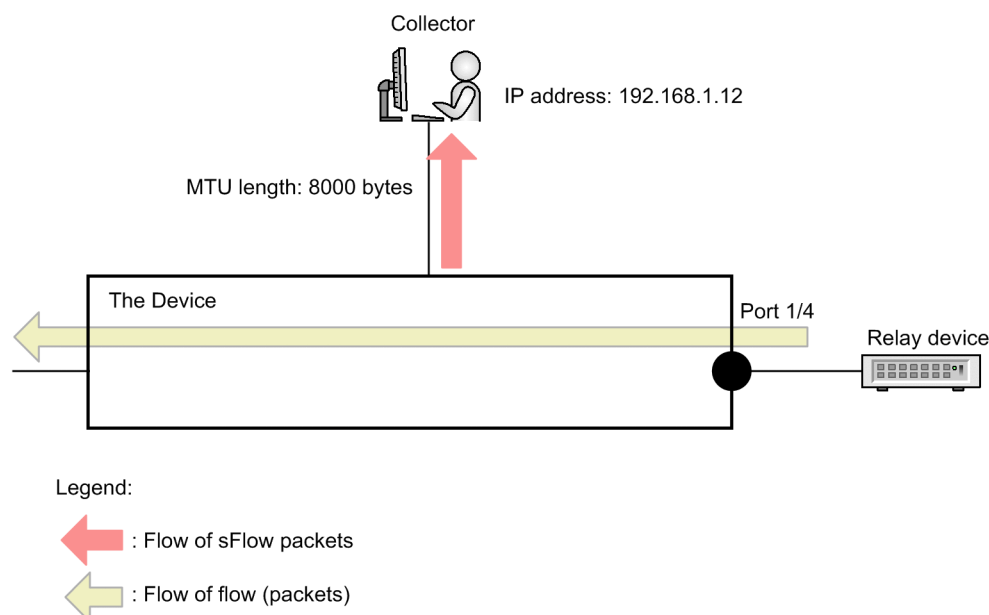 Collector
IP address: 192.168.1.12
MTU length: 8000 bytes
The Device
Port 1/4
Relay device
Legend:
: Flow of sFlow packets
: Flow of flow (packets)